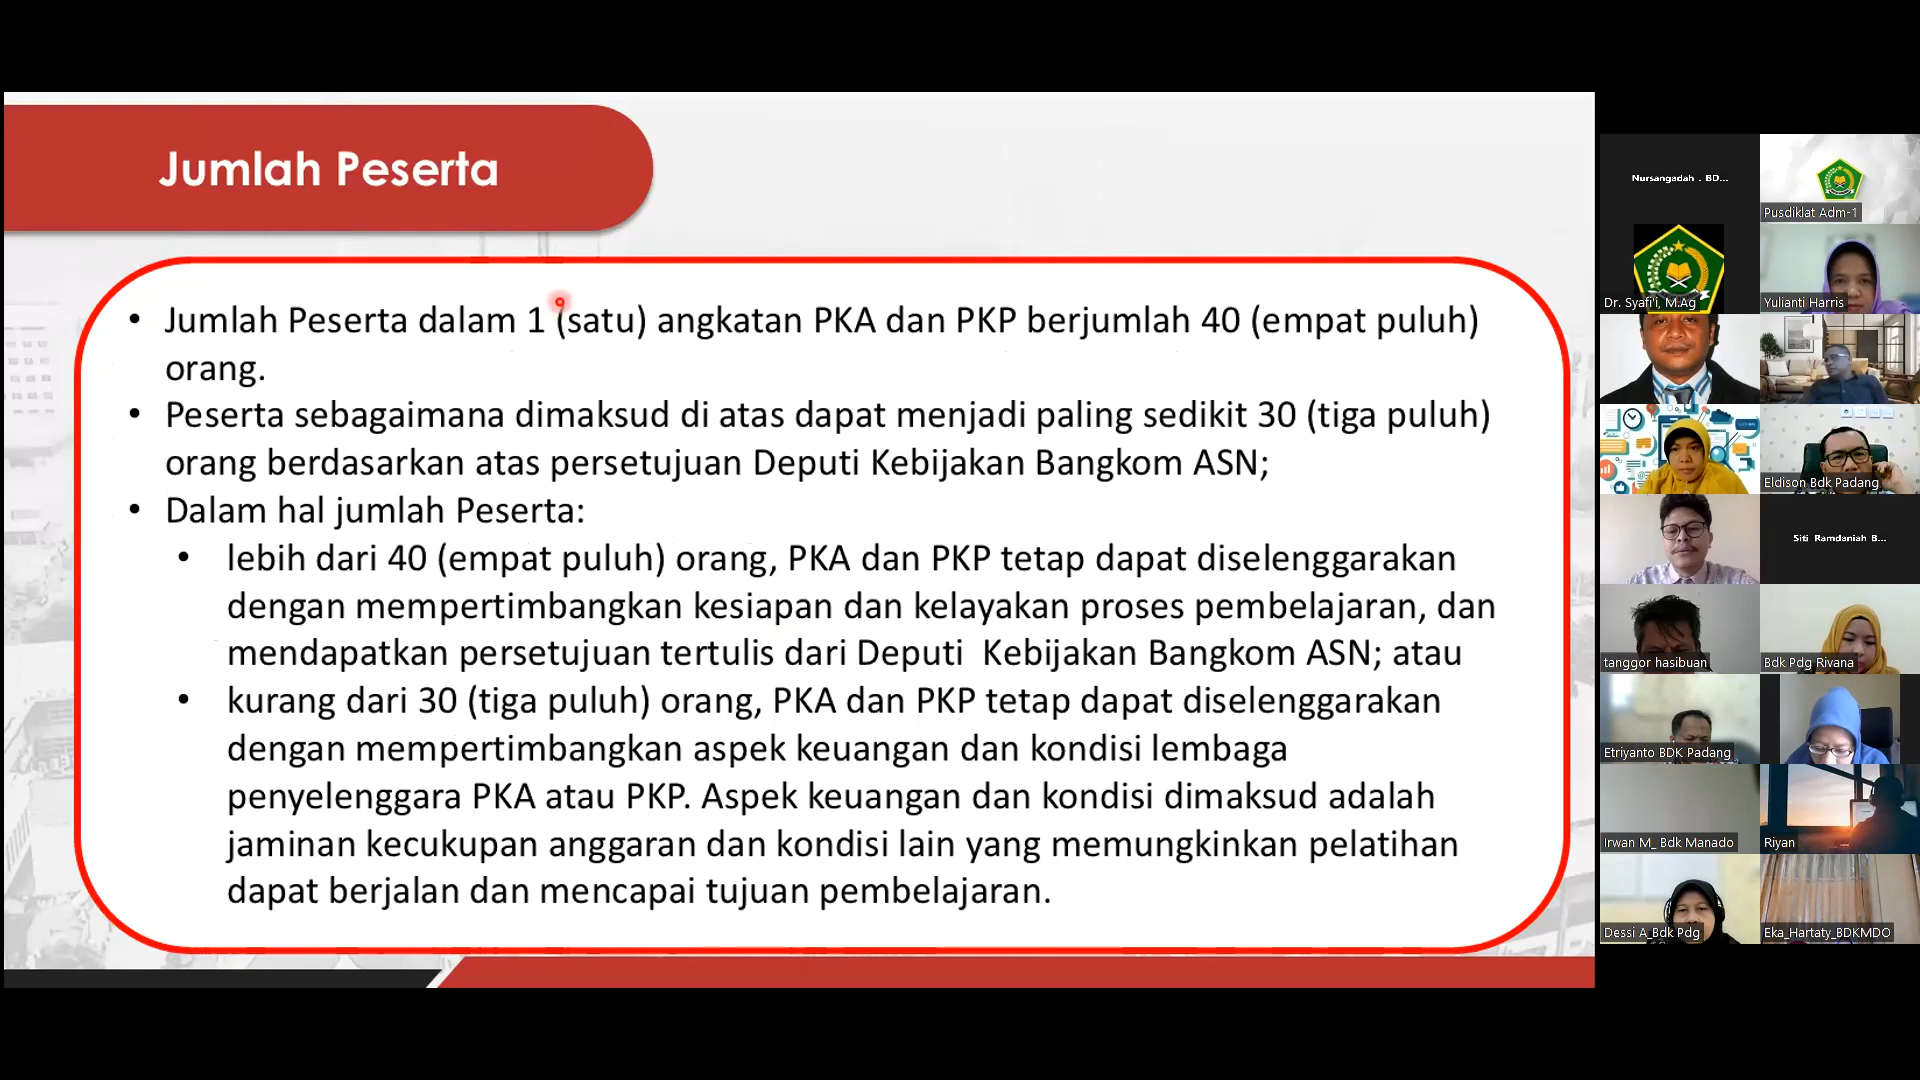 Jumlah Peserta
• Jumlah Peserta dalam 1 (satu) angkatan PKA dan PKP berjumlah 40 (empat puluh)
orang.
• Peserta sebagaimana dimaksud di atas dapat menjadi paling sedikit 30 (tiga puluh)
orang berdasarkan atas persetujuan Deputi Kebijakan Bangkom ASN;
• Dalam hal jumlah Peserta:
• lebih dari 40 (empat puluh) orang, PKA dan PKP tetap dapat diselenggarakan
dengan mempertimbangkan kesiapan dan kelayakan proses pembelajaran, dan
mendapatkan persetujuan tertulis dari Deputi  Kebijakan Bangkom ASN; atau
• kurang dari 30 (tiga puluh) orang, PKA dan PKP tetap dapat diselenggarakan
dengan mempertimbangkan aspek keuangan dan kondisi lembaga
penyelenggara PKA atau PKP. Aspek keuangan dan kondisi dimaksud adalah
jaminan kecukupan anggaran dan kondisi lain yang memungkinkan pelatihan
dapat berjalan dan mencapai tujuan pembelajaran.
Nursangadah . BD...
Pusdiklat Adm-1
Dr. Syafi'i, M.Ag
Yulianti Harris
Eldison Bdk Padang
Siti Ramdaniah B...
tanggor hasibuan
Bdk Pdg Rivana
Etriyanto BDK Padang
Irwan M_ Bdk Manado
Riyan
Dessi A_Bdk Pdg
Eka_Hartaty_BDKMDO